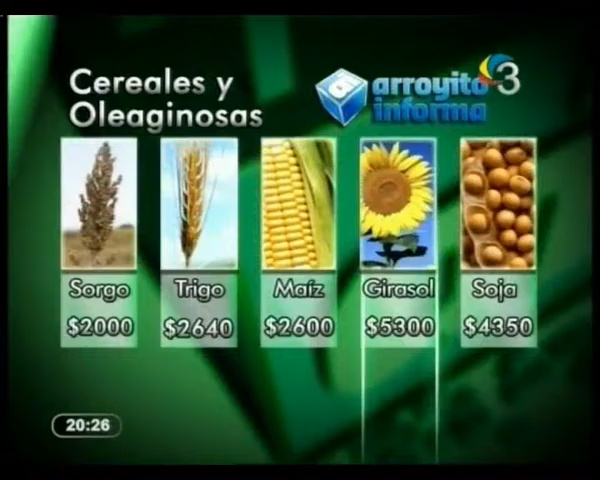 Cereales y
Oleaginosas
a arroyito 3
informa
Sorgo Trigo Maíz Girasol Soja
$2000 $2640 $2600 $5300 $4350
20:26